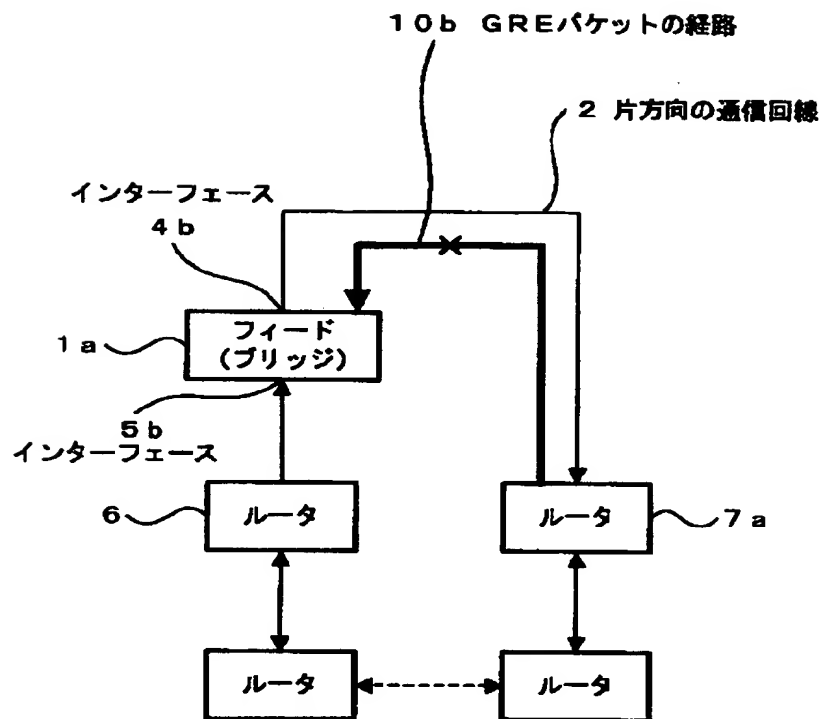 １０ｂ ＧＲＥパケットの経路
２ 片方向の通信回線
インターフェース
４ｂ
１ａ
フィード
（ブリッジ）
５ｂ
インターフェース
６
ルータ
ルータ
７ａ
ルータ
ルータ